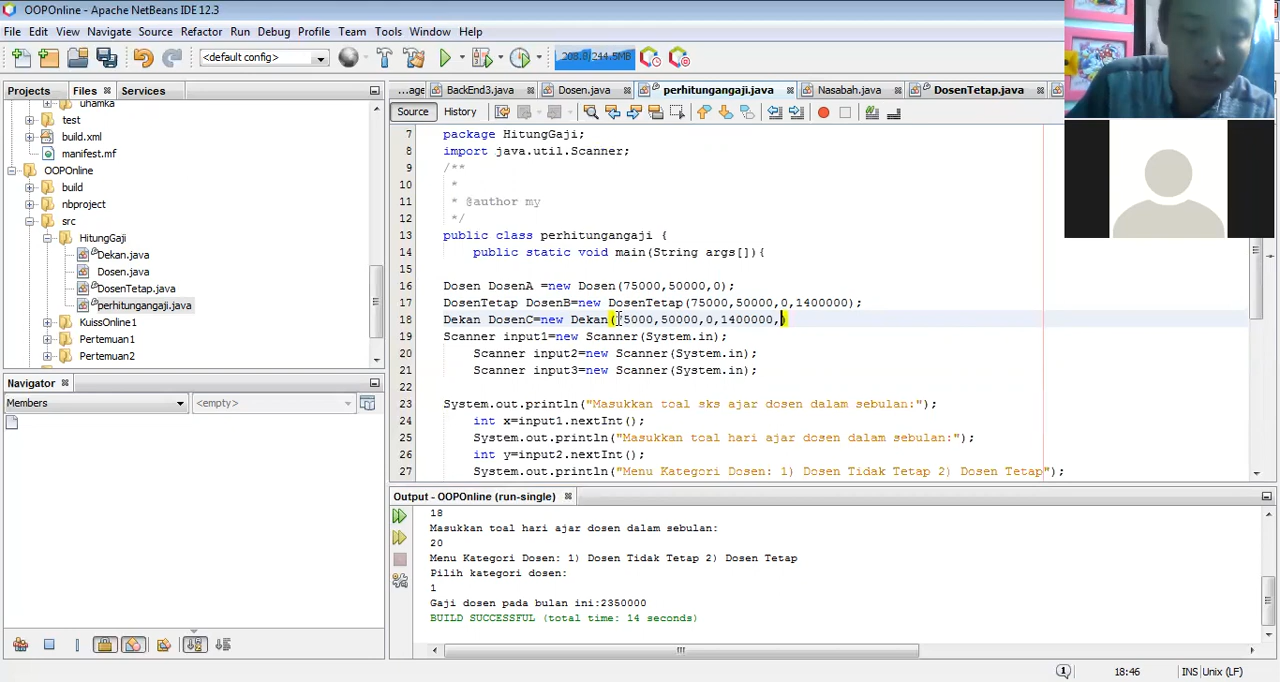 OOPOnline - Apache NetBeans IDE 12.3
File Edit View Navigate Source Refactor Run Debug Profile Team Tools Window Help
<default config>
208.9/244.5MB
Projects Files Services
...age BackEnd3.java Dosen.java perhitungangaji.java Nasabah.java DosenTetap.java
Source History
uhamka
test
build.xml
manifest.mf
OOPOnline
build
nbproject
src
HitungGaji
Dekan.java
Dosen.java
DosenTetap.java
perhitungangaji.java
KuissOnline1
Pertemuan1
Pertemuan2
7 package HitungGaji;
8 import java.util.Scanner;
9 /**
10 *
11 * @author my
12 */
13 public class perhitungangaji {
14 public static void main(String args[]){
15
16 Dosen DosenA =new Dosen(75000,50000,0);
17 DosenTetap DosenB=new DosenTetap(75000,50000,0,1400000);
18 Dekan DosenC=new Dekan(75000,50000,0,1400000,)
19 Scanner input1=new Scanner(System.in);
20 Scanner input2=new Scanner(System.in);
21 Scanner input3=new Scanner(System.in);
22
23 System.out.println("Masukkan toal sks ajar dosen dalam sebulan:");
24 int x=input1.nextInt();
25 System.out.println("Masukkan toal hari ajar dosen dalam sebulan:");
26 int y=input2.nextInt();
27 System.out.println("Menu Kategori Dosen: 1) Dosen Tidak Tetap 2) Dosen Tetap");
Navigator
Members <empty>
Output - OOPOnline (run-single)
18
Masukkan toal hari ajar dosen dalam sebulan:
20
Menu Kategori Dosen: 1) Dosen Tidak Tetap 2) Dosen Tetap
Pilih kategori dosen:
1
Gaji dosen pada bulan ini:2350000
BUILD SUCCESSFUL (total time: 14 seconds)
1 18:46 INS Unix (LF)